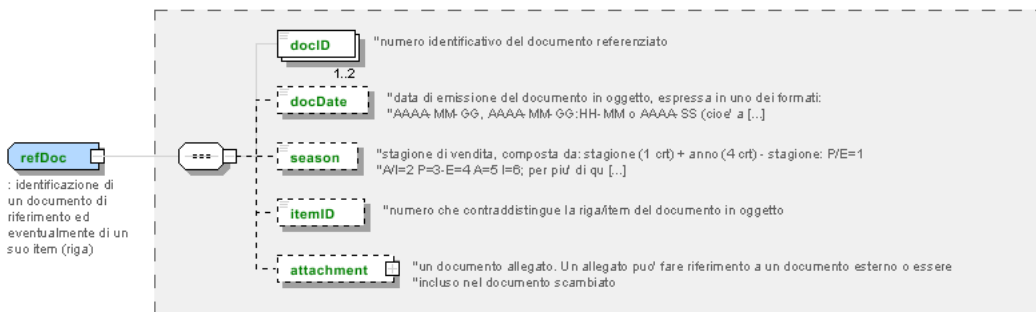 docID
"numero identificativo del documento referenziato
1..2
docDate
"data di emissione del documento in oggetto, espressa in uno dei formati:
"AAAA-MM-GG, AAAA-MM-GG:HH-MM o AAAA-SS (cioe' a [...]
refDoc
: identificazione di
un documento di
riferimento ed
eventualmente di un
suo item (riga)
season
"stagione di vendita, composta da: stagione (1 crt) + anno (4 crt) - stagione: P/E=1
"A/I=2 P=3-E=4 A=5 I=6; per piu' di qu [...]
itemID
"numero che contraddistingue la riga/item del documento in oggetto
attachment
"un documento allegato. Un allegato puo' fare riferimento a un documento esterno o essere
"incluso nel documento scambiato